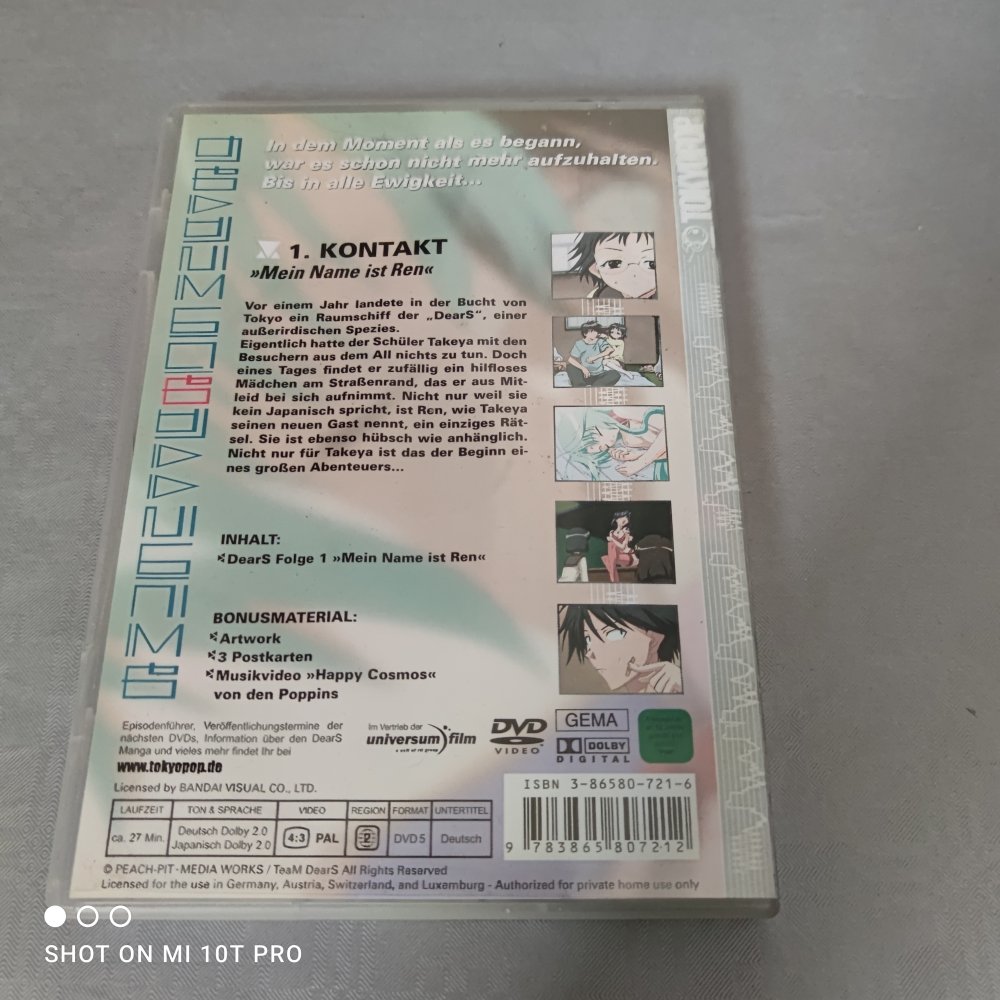 In dem Moment als es begann,
war es schon nicht mehr aufzuhalten.
Bis in alle Ewigkeit...
TOKYOPOP
1. KONTAKT
»Mein Name ist Ren«
Vor einem Jahr landete in der Bucht von
Tokyo ein Raumschiff der „DearS“, einer
außerirdischen Spezies.
Eigentlich hatte der Schüler Takeya mit den
Besuchern aus dem All nichts zu tun. Doch
eines Tages findet er zufällig ein hilfloses
Mädchen am Straßenrand, das er aus Mit-
leid bei sich aufnimmt. Nicht nur weil sie
kein Japanisch spricht, ist Ren, wie Takeya
seinen neuen Gast nennt, ein einziges Rät-
sel. Sie ist ebenso hübsch wie anhänglich.
Nicht nur für Takeya ist das der Beginn ei-
nes großen Abenteuers...
INHALT:
DearS Folge 1 »Mein Name ist Ren«
BONUSMATERIAL:
Artwork
3 Postkarten
Musikvideo »Happy Cosmos«
von den Poppins
Episodenführer, Veröffentlichungstermine der
nächsten DVDs, Information über den DearS
Manga und vieles mehr findet Ihr bei
www.tokyopop.de
Im Vertrieb der
universum film
DVD
VIDEO
GEMA
DOLBY
DIGITAL
Licensed by BANDAI VISUAL CO., LTD.
ISBN 3-86580-721-6
LAUFZEIT TON & SPRACHE VIDEO REGION FORMAT UNTERTITEL
ca. 27 Min. Deutsch Dolby 2.0 Japanisch Dolby 2.0 4:3 PAL 2 DVD 5 Deutsch
9 783865 807212
© PEACH-PIT·MEDIA WORKS / TeaM DearS All Rights Reserved
Licensed for the use in Germany, Austria, Switzerland, and Luxemburg - Authorized for private home use only
SHOT ON MI 10T PRO